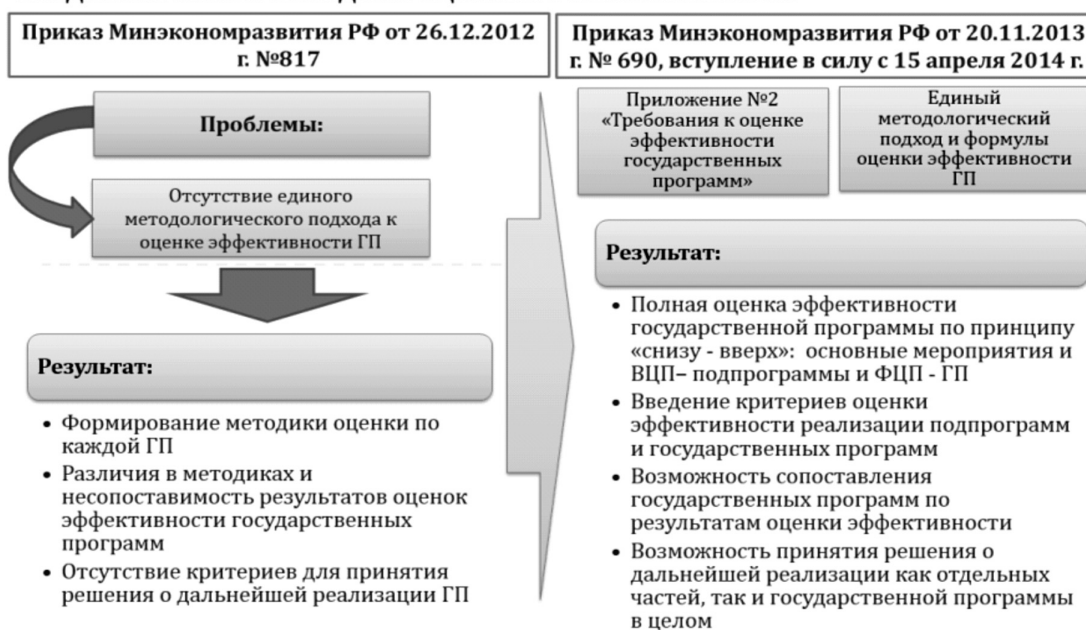 Приказ Минэкономразвития РФ от 26.12.2012
г. №817
Проблемы:
Отсутствие единого
методологического подхода к
оценке эффективности ГП
Результат:
• Формирование методики оценки по
каждой ГП
• Различия в методиках и
несопоставимость результатов оценок
эффективности государственных
программ
• Отсутствие критериев для принятия
решения о дальнейшей реализации ГП
Приказ Минэкономразвития РФ от 20.11.2013
г. № 690, вступление в силу с 15 апреля 2014 г.
Приложение №2
«Требования к оценке
эффективности
государственных
программ»
Единый
методологический
подход и формулы
оценки эффективности
ГП
Результат:
• Полная оценка эффективности
государственной программы по принципу
«снизу - вверх»: основные мероприятия и
ВЦП– подпрограммы и ФЦП - ГП
• Введение критериев оценки
эффективности реализации подпрограмм
и государственных программ
• Возможность сопоставления
государственных программ по
результатам оценки эффективности
• Возможность принятия решения о
дальнейшей реализации как отдельных
частей, так и государственной программы
в целом